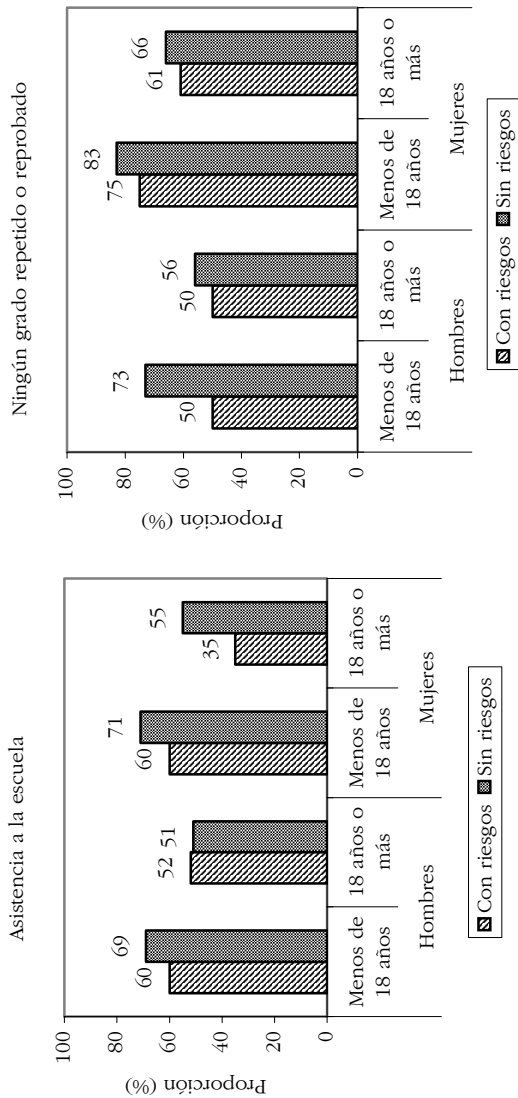 Asistencia a la escuela
Proporción (%)
100
80
60
40
20
0
60 69 52 51 60 71 35 55
Menos de 18 años o Menos de 18 años o
18 años más 18 años más
Hombres Mujeres
Con riesgos Sin riesgos
Ningún grado repetido o reprobado
Proporción (%)
100
80
60
40
20
0
50 73 50 56 75 83 61 66
Menos de 18 años o Menos de 18 años o
18 años más 18 años más
Hombres Mujeres
Con riesgos Sin riesgos